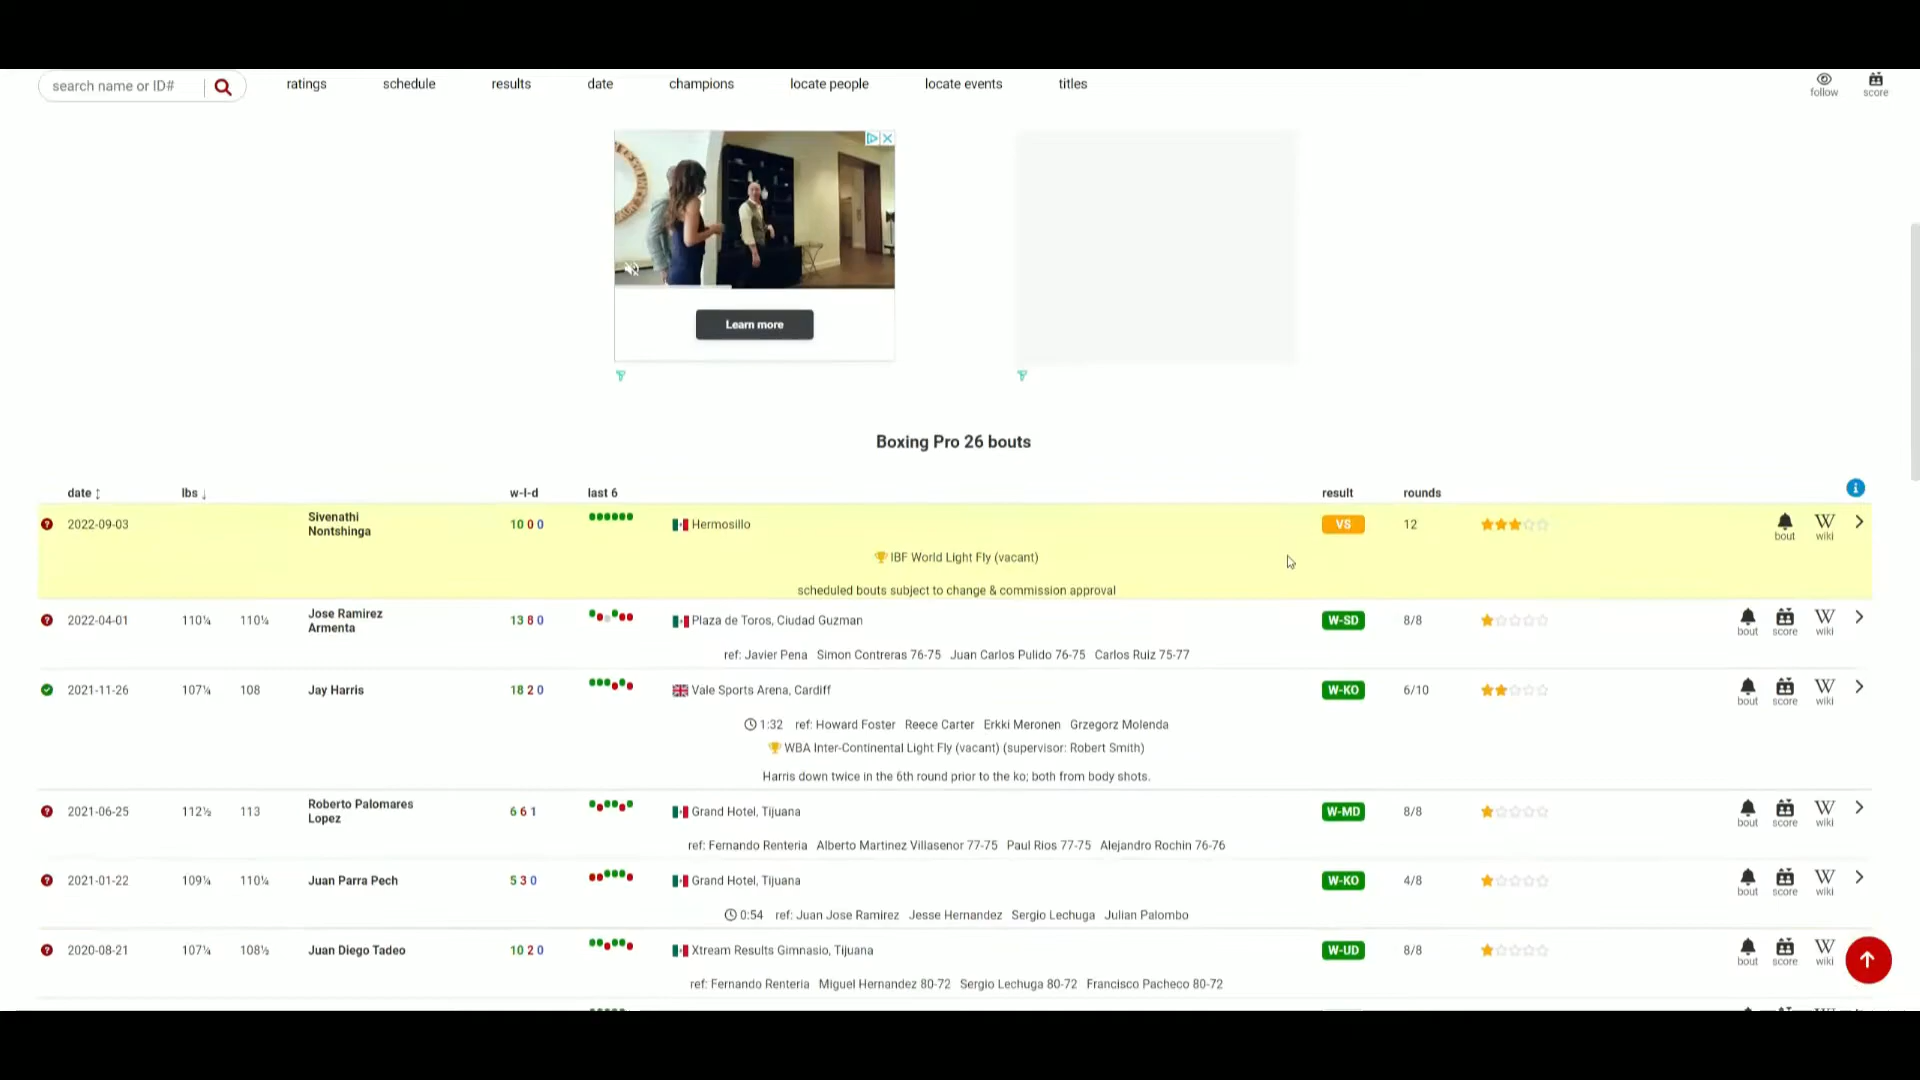 search name or ID#
ratings schedule results date champions locate people locate events titles
follow score
Learn more
Boxing Pro 26 bouts
date lbs w-l-d last 6 result rounds
2022-09-03 Sivenathi Nontshinga 10 0 0 Hermosillo VS 12 bout W wiki
IBF World Light Fly (vacant)
scheduled bouts subject to change & commission approval
2022-04-01 110¼ 110¼ Jose Ramirez Armenta 13 8 0 Plaza de Toros, Ciudad Guzman W-SD 8/8 bout score W wiki
ref: Javier Pena Simon Contreras 76-75 Juan Carlos Pulido 76-75 Carlos Ruiz 75-77
2021-11-26 107¼ 108 Jay Harris 18 2 0 Vale Sports Arena, Cardiff W-KO 6/10 bout score W wiki
1:32 ref: Howard Foster Reece Carter Erkki Meronen Grzegorz Molenda
WBA Inter-Continental Light Fly (vacant) (supervisor: Robert Smith)
Harris down twice in the 6th round prior to the ko; both from body shots.
2021-06-25 112½ 113 Roberto Palomares Lopez 6 6 1 Grand Hotel, Tijuana W-MD 8/8 bout score W wiki
ref: Fernando Renteria Alberto Martinez Villasenor 77-75 Paul Rios 77-75 Alejandro Rochin 76-76
2021-01-22 109¼ 110¼ Juan Parra Pech 5 3 0 Grand Hotel, Tijuana W-KO 4/8 bout score W wiki
0:54 ref: Juan Jose Ramirez Jesse Hernandez Sergio Lechuga Julian Palombo
2020-08-21 107¼ 108½ Juan Diego Tadeo 10 2 0 Xtream Results Gimnasio, Tijuana W-UD 8/8 bout score W wiki
ref: Fernando Renteria Miguel Hernandez 80-72 Sergio Lechuga 80-72 Francisco Pacheco 80-72